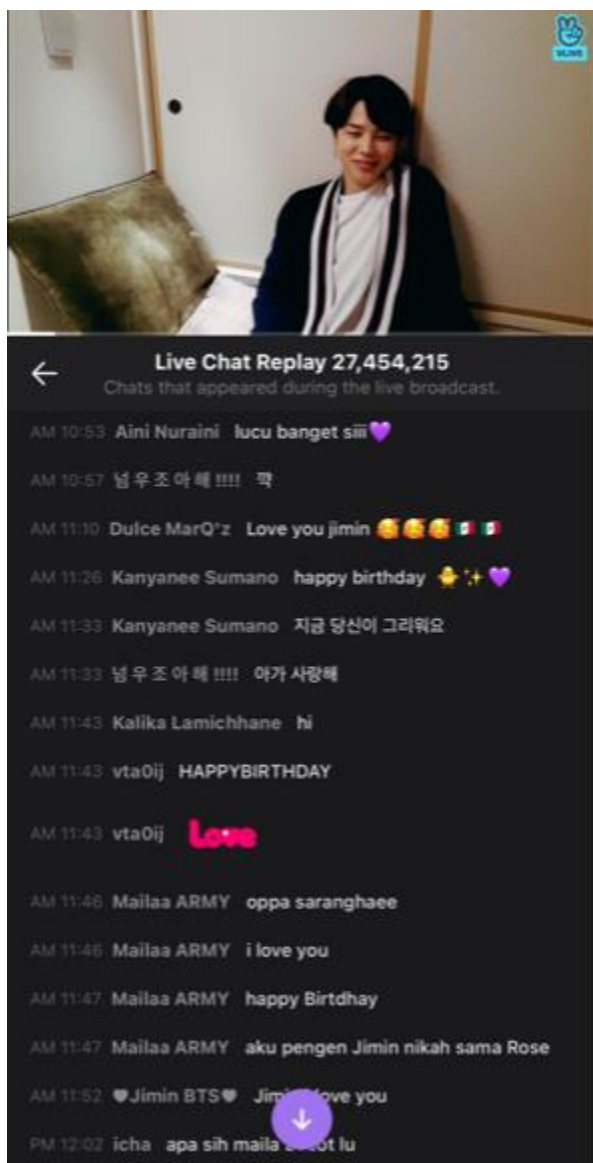 VLIVE
Live Chat Replay 27,454,215
Chats that appeared during the live broadcast.
AM 10:53 Aini Nuraini lucu banget siii💜
AM 10:57 넘우조아해!!!! 꺅
AM 11:10 Dulce MarQ'z Love you jimin 🥰🥰🥰🇲🇽🇲🇽
AM 11:26 Kanyanee Sumano happy birthday 🐥✨💜
AM 11:33 Kanyanee Sumano 지금 당신이 그리워요
AM 11:33 넘우조아해!!!! 아가 사랑해
AM 11:43 Kalika Lamichhane hi
AM 11:43 vta0ij HAPPYBIRTHDAY
AM 11:43 vta0ij Love
AM 11:46 Mailaa ARMY oppa saranghaee
AM 11:46 Mailaa ARMY i love you
AM 11:47 Mailaa ARMY happy Birtdhay
AM 11:47 Mailaa ARMY aku pengen Jimin nikah sama Rose
AM 11:52 ♥Jimin BTS♥ love you
PM 12:02 icha apa sih maila lu